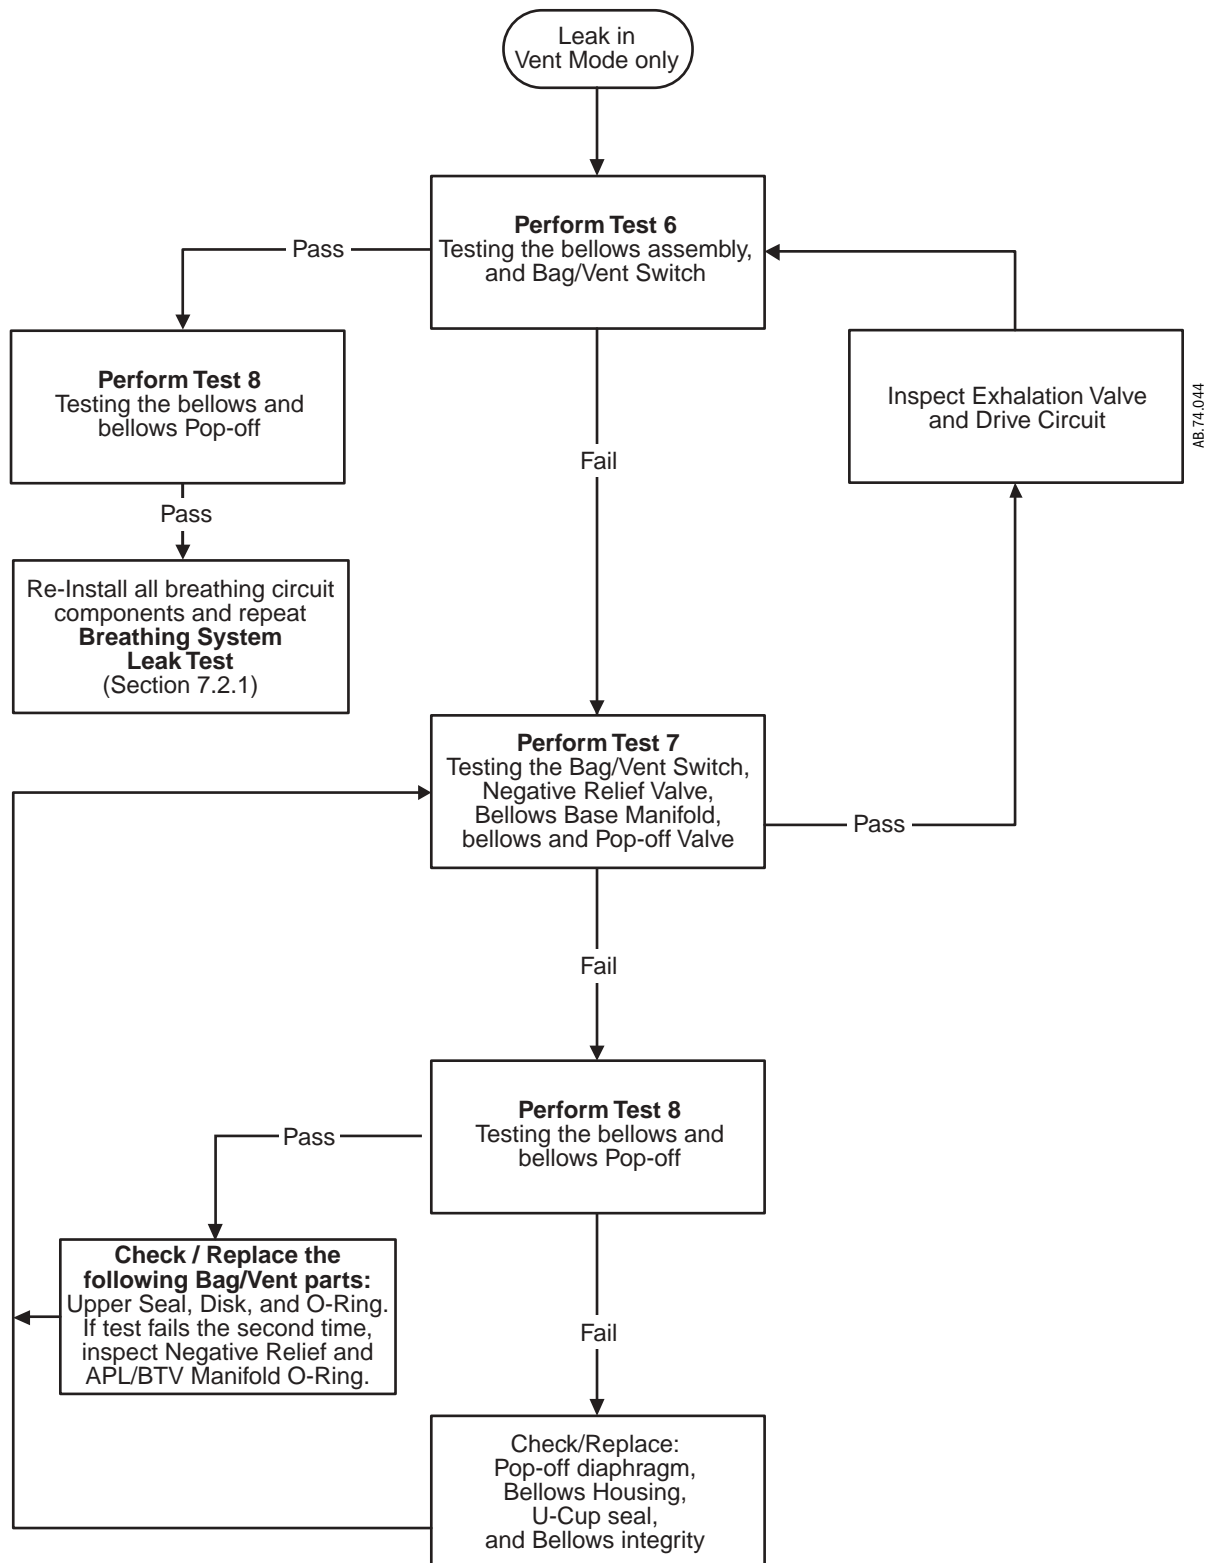 Leak in
Vent Mode only
Perform Test 6
Testing the bellows assembly,
and Bag/Vent Switch
Pass
Perform Test 8
Testing the bellows and
bellows Pop-off
Inspect Exhalation Valve
and Drive Circuit
AB.74.044
Fail
Pass
Re-Install all breathing circuit
components and repeat
Breathing System
Leak Test
(Section 7.2.1)
Perform Test 7
Testing the Bag/Vent Switch,
Negative Relief Valve,
Bellows Base Manifold,
bellows and Pop-off Valve
Pass
Fail
Perform Test 8
Testing the bellows and
bellows Pop-off
Pass
Check / Replace the
following Bag/Vent parts:
Upper Seal, Disk, and O-Ring.
If test fails the second time,
inspect Negative Relief and
APL/BTV Manifold O-Ring.
Fail
Check/Replace:
Pop-off diaphragm,
Bellows Housing,
U-Cup seal,
and Bellows integrity